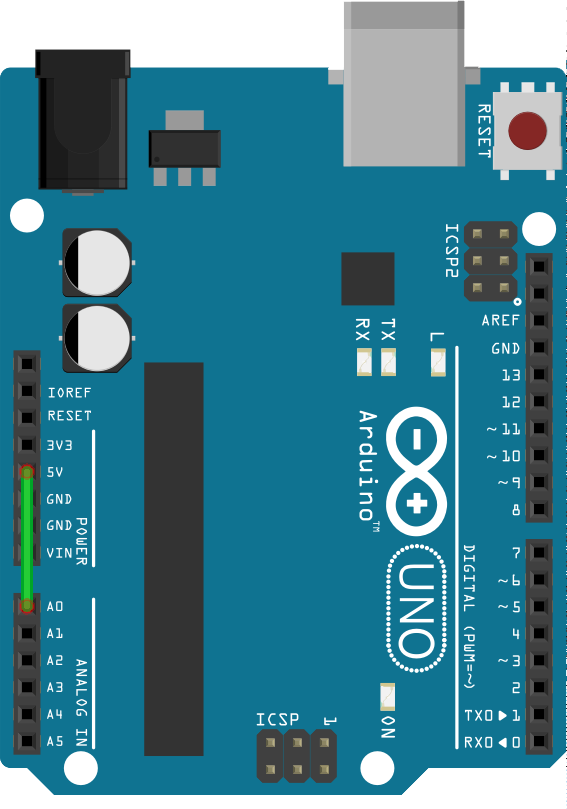 RESET
ICSP2
AREF
GND
13
12
~11
~10
~9
8
RX
TX
L
IOREF
RESET
3V3
5V
GND
GND
VIN
POWER
Arduino™
UNO
A0
A1
A2
A3
A4
A5
ANALOG IN
7
~6
~5
4
~3
2
TX0▶1
RX0◀0
DIGITAL (PWM=~)
ICSP
1
ON